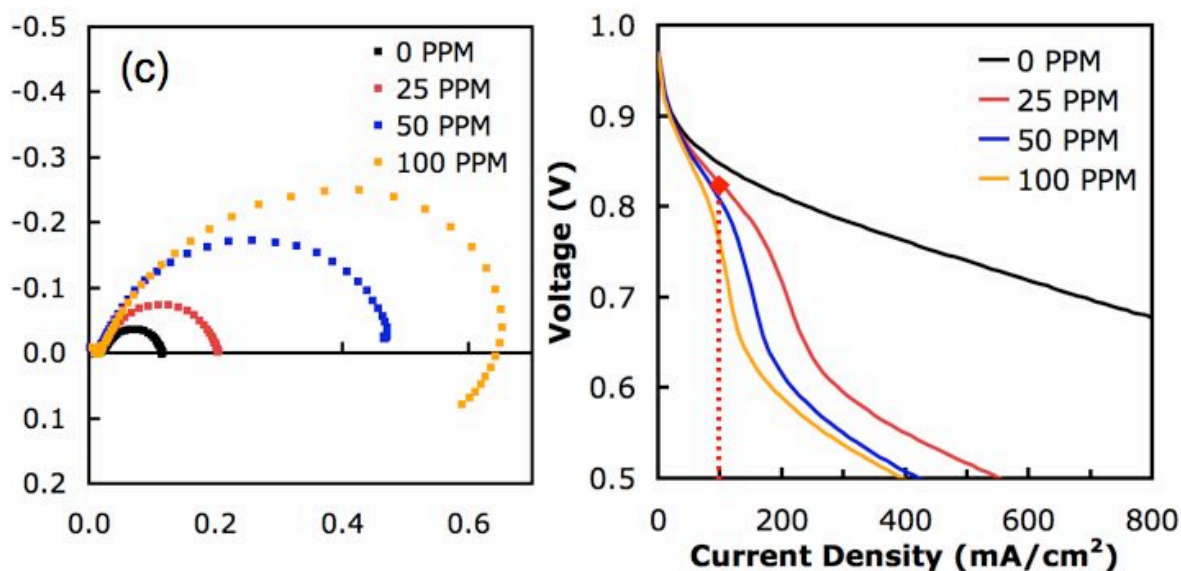 -0.5
-0.4
-0.3
-0.2
-0.1
0.0
0.1
0.2
0.0 0.2 0.4 0.6
(c)
0 PPM
25 PPM
50 PPM
100 PPM
Voltage (V)
1.0
0.9
0.8
0.7
0.6
0.5
0 200 400 600 800
Current Density (mA/cm²)
0 PPM
25 PPM
50 PPM
100 PPM